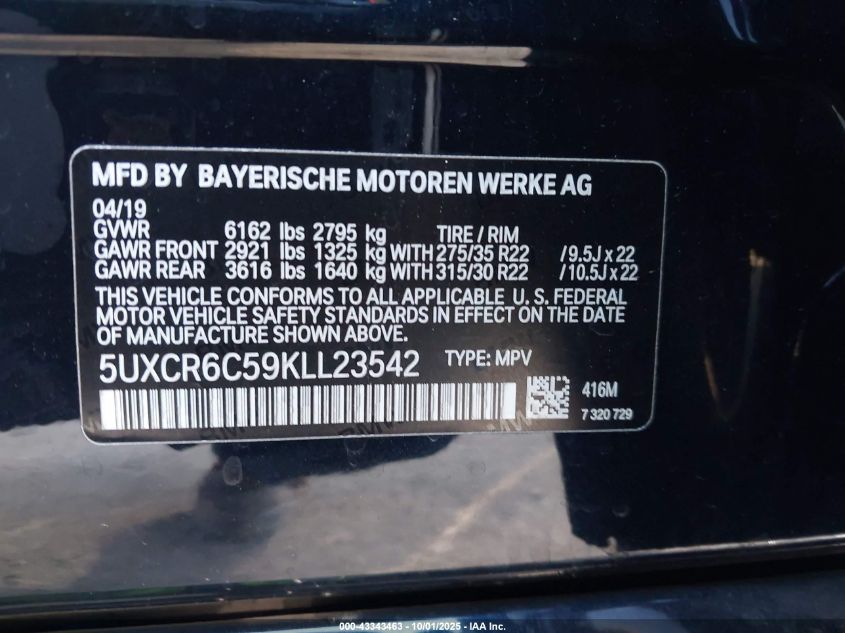 MFD BY BAYERISCHE MOTOREN WERKE AG
04/19
GVWR 6162 lbs 2795 kg TIRE / RIM
GAWR FRONT 2921 lbs 1325 kg WITH 275/35 R22 /9.5J x 22
GAWR REAR 3616 lbs 1640 kg WITH 315/30 R22 /10.5J x 22
THIS VEHICLE CONFORMS TO ALL APPLICABLE U. S. FEDERAL
MOTOR VEHICLE SAFETY STANDARDS IN EFFECT ON THE DATE
OF MANUFACTURE SHOWN ABOVE.
5UXCR6C59KLL23542 TYPE: MPV
416M
7 320 729
000-43343463 - 10/01/2025 - IAA Inc.